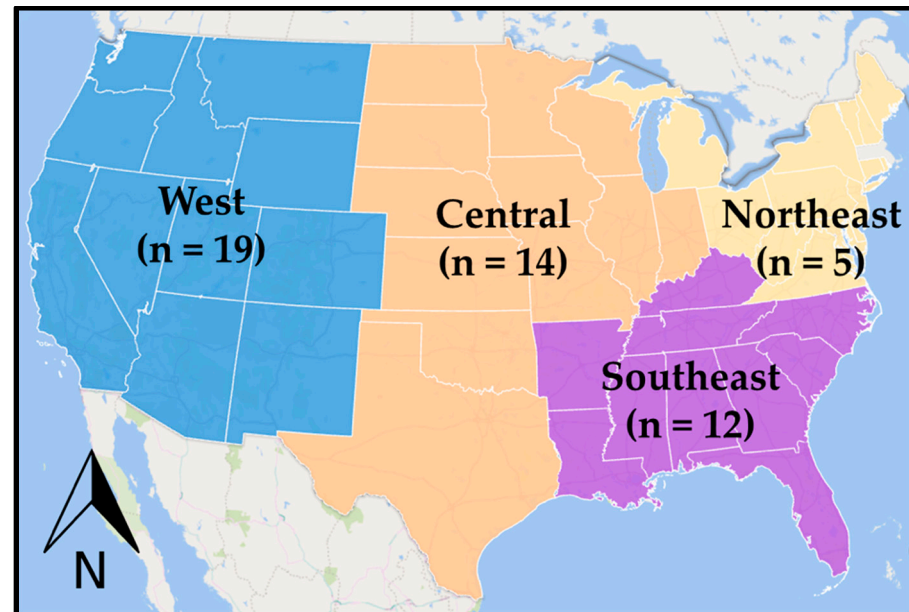 West
(n = 19)
Central
(n = 14)
Northeast
(n = 5)
Southeast
(n = 12)
N